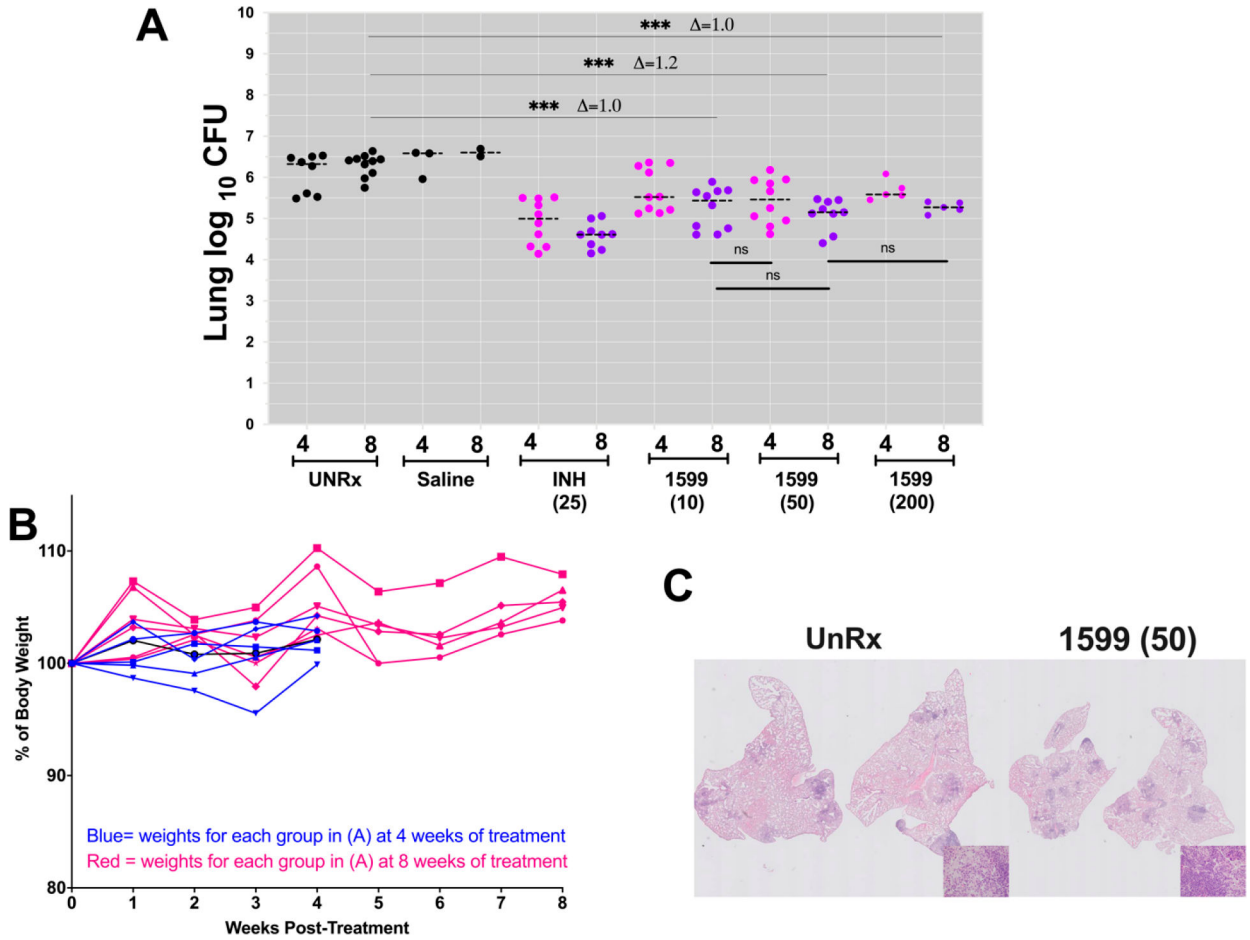 A
Lung log 10 CFU
10
9
8
7
6
5
4
3
2
1
0
*** Δ=1.0
*** Δ=1.2
*** Δ=1.0
ns
ns
ns
4 8 4 8 4 8 4 8 4 8 4 8
UNRx Saline INH 1599 1599 1599
(25) (10) (50) (200)
B
% of Body Weight
110
100
90
80
Blue= weights for each group in (A) at 4 weeks of treatment
Red = weights for each group in (A) at 8 weeks of treatment
0 1 2 3 4 5 6 7 8
Weeks Post-Treatment
C
UnRx 1599 (50)